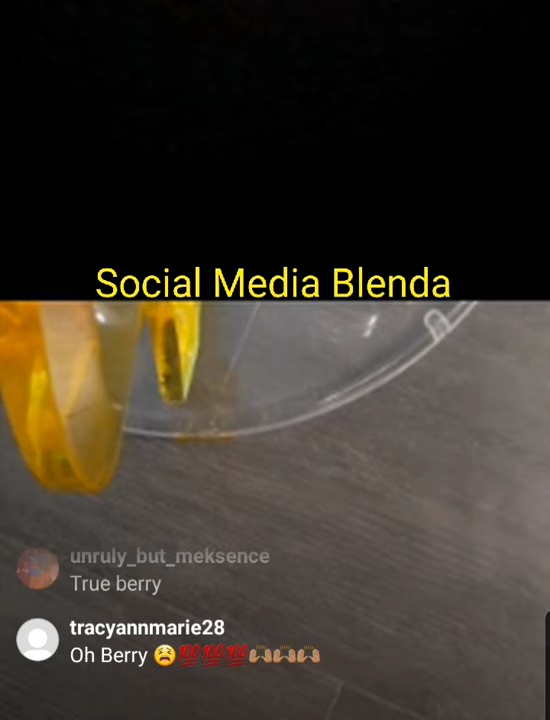 Social Media Blenda
unruly_but_meksence
True berry
tracyannmarie28
Oh Berry 😫💯💯💯🙌🏽🙌🏽🙌🏽